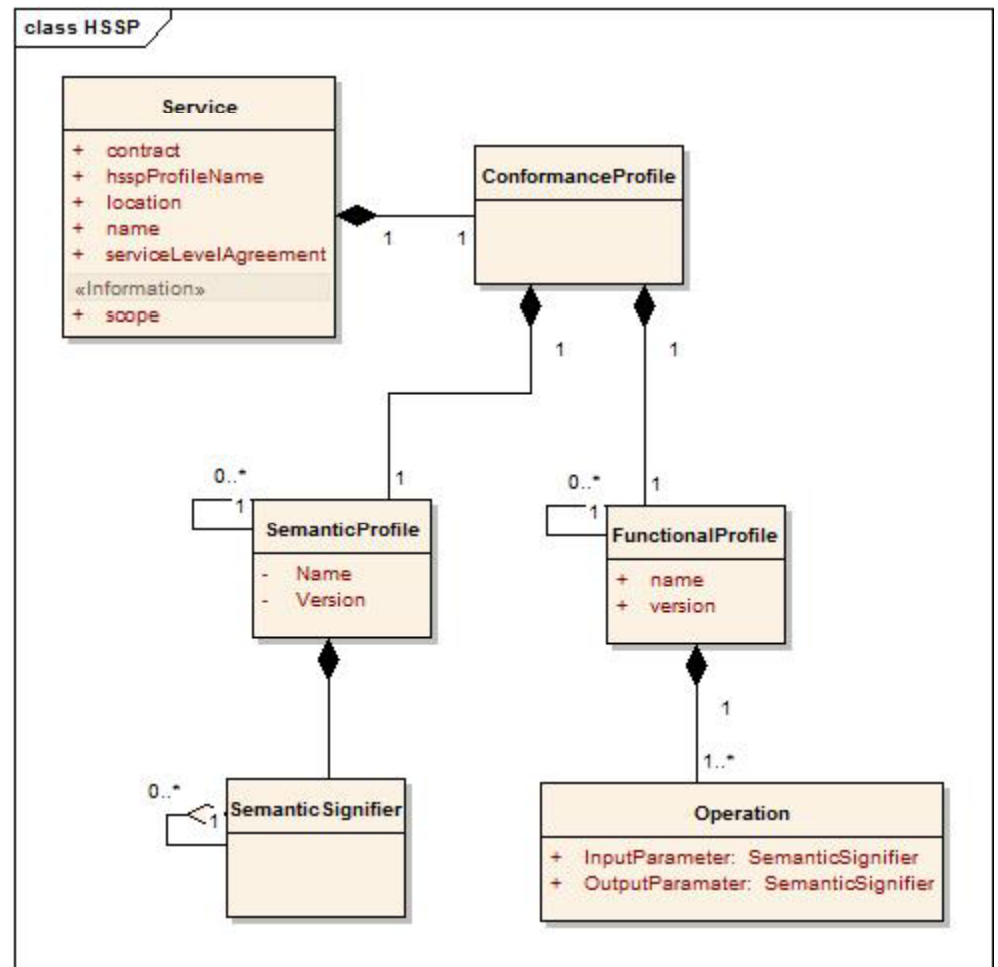 class HSSP
Service
+ contract
+ hsspProfileName
+ location
+ name
+ serviceLevelAgreement
«Information»
+ scope
ConformanceProfile
1
1
1
1
0..*
1
1
SemanticProfile
- Name
- Version
0..*
1
1
FunctionalProfile
+ name
+ version
1
1..*
0..*
1
SemanticSignifier
Operation
+ InputParameter: SemanticSignifier
+ OutputParamater: SemanticSignifier